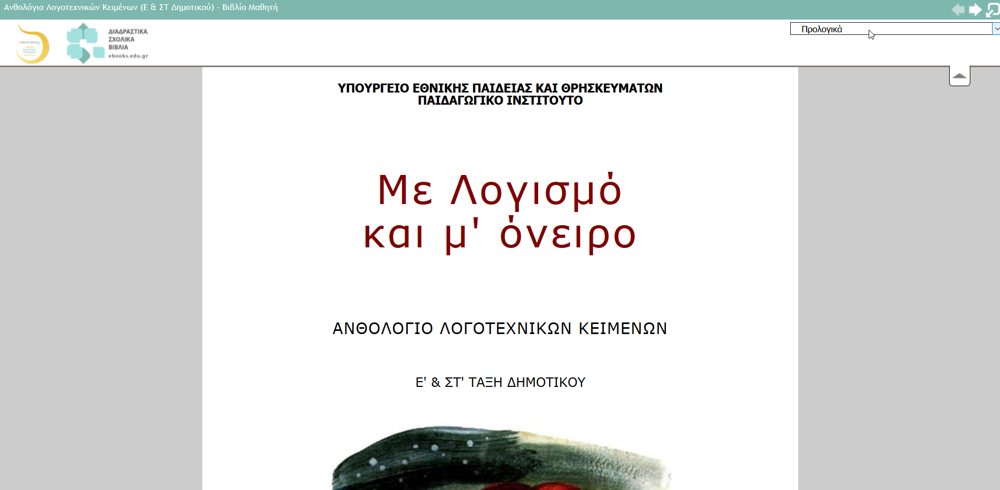 Ανθολόγιο Λογοτεχνικών Κειμένων (Ε & ΣΤ Δημοτικού) - Βιβλίο Μαθητή
ΔΙΑΔΡΑΣΤΙΚΑ
ΣΧΟΛΙΚΑ
ΒΙΒΛΙΑ
ebooks.edu.gr
Προλογικά
ΥΠΟΥΡΓΕΙΟ ΕΘΝΙΚΗΣ ΠΑΙΔΕΙΑΣ ΚΑΙ ΘΡΗΣΚΕΥΜΑΤΩΝ
ΠΑΙΔΑΓΩΓΙΚΟ ΙΝΣΤΙΤΟΥΤΟ
Με Λογισμό
και μ' όνειρο
ΑΝΘΟΛΟΓΙΟ ΛΟΓΟΤΕΧΝΙΚΩΝ ΚΕΙΜΕΝΩΝ
Ε' & ΣΤ' ΤΑΞΗ ΔΗΜΟΤΙΚΟΥ